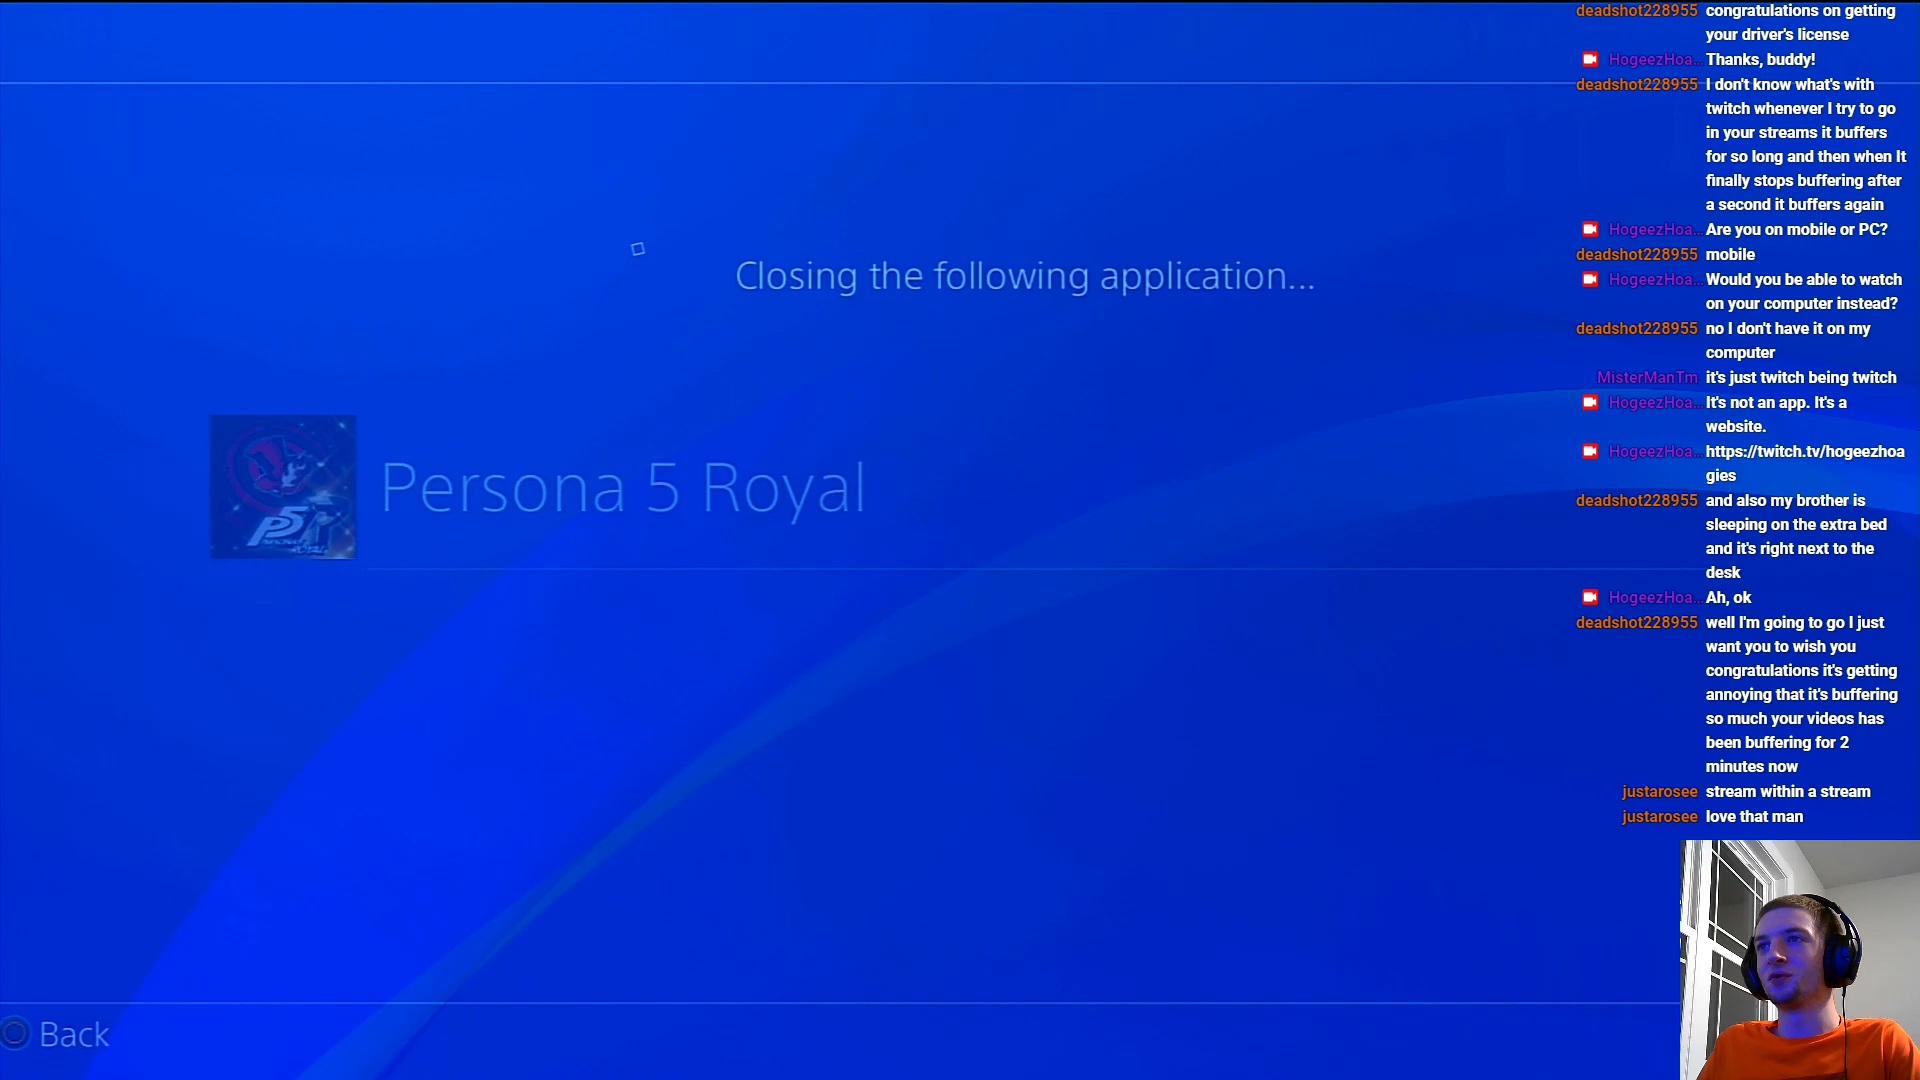 deadshot228955 congratulations on getting
your driver's license
HogeezHoa... Thanks, buddy!
deadshot228955 I don't know what's with
twitch whenever I try to go
in your streams it buffers
for so long and then when It
finally stops buffering after
a second it buffers again
HogeezHoa... Are you on mobile or PC?
deadshot228955 mobile
HogeezHoa... Would you be able to watch
on your computer instead?
deadshot228955 no I don't have it on my
computer
MisterManTm it's just twitch being twitch
HogeezHoa... It's not an app. It's a
website.
HogeezHoa... https://twitch.tv/hogeezhoa
gies
deadshot228955 and also my brother is
sleeping on the extra bed
and it's right next to the
desk
HogeezHoa... Ah, ok
deadshot228955 well I'm going to go I just
want you to wish you
congratulations it's getting
annoying that it's buffering
so much your videos has
been buffering for 2
minutes now
justarosee stream within a stream
justarosee love that man
Closing the following application...
P5
ROYAL
Persona 5 Royal
Back